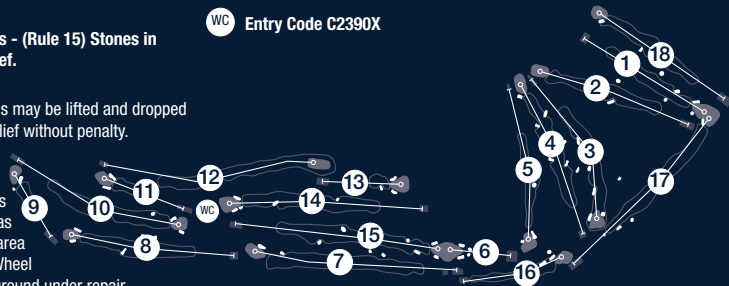 WC Entry Code C2390X
s - (Rule 15) Stones in
ef.
s may be lifted and dropped
lief without penalty.
s
as
area
Wheel
ground under repair
WC
1
2
3
4
5
6
7
8
9
10
11
12
13
14
15
16
17
18